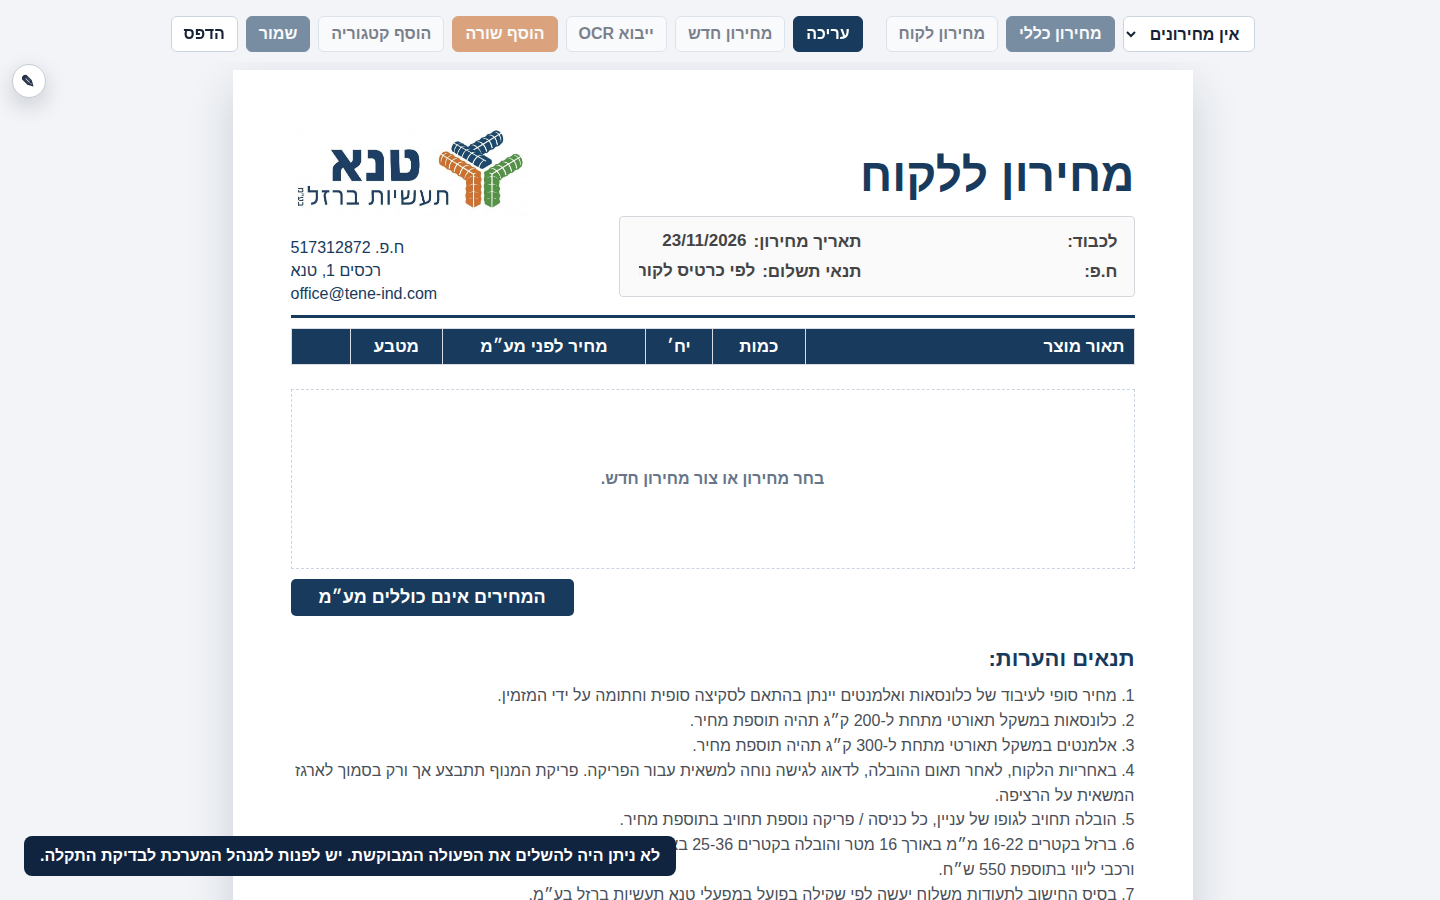 אין מחירונים
מחירון כללי
מחירון לקוח
עריכה
מחירון חדש
ייבוא OCR
הוסף שורה
הוסף קטגוריה
שמור
הדפס
מחירון ללקוח
טנא
תעשיות ברזל בע"מ
לכבוד:
תאריך מחירון: 23/11/2026
ח.פ:
תנאי תשלום: לפי כרטיס לקוח
ח.פ. 517312872
רכסים 1, טנא
office@tene-ind.com
תאור מוצר
כמות
יח׳
מחיר לפני מע״מ
מטבע
בחר מחירון או צור מחירון חדש.
המחירים אינם כוללים מע״מ
תנאים והערות:
1. מחיר סופי לעיבוד של כלונסאות ואלמנטים יינתן בהתאם לסקיצה סופית וחתומה על ידי המזמין.
2. כלונסאות במשקל תאורטי מתחת ל-200 ק״ג תהיה תוספת מחיר.
3. אלמנטים במשקל תאורטי מתחת ל-300 ק״ג תהיה תוספת מחיר.
4. באחריות הלקוח, לאחר תאום ההובלה, לדאוג לגישה נוחה למשאית עבור הפריקה. פריקת המנוף תתבצע אך ורק בסמוך לארגז
המשאית על הרציפה.
5. הובלה תחויב לגופו של עניין, כל כניסה / פריקה נוספת תחויב בתוספת מחיר.
6. ברזל בקטרים 16-22 מ״מ באורך 16 מטר והובלה בקטרים 25-36
ורכבי ליווי בתוספת 550 ש״ח.
7. בסיס החישוב לתעודות משלוח יעשה לפי שקילה בפועל במפעלי טנא תעשיות ברזל בע״מ.
לא ניתן היה להשלים את הפעולה המבוקשת. יש לפנות למנהל המערכת לבדיקת התקלה.